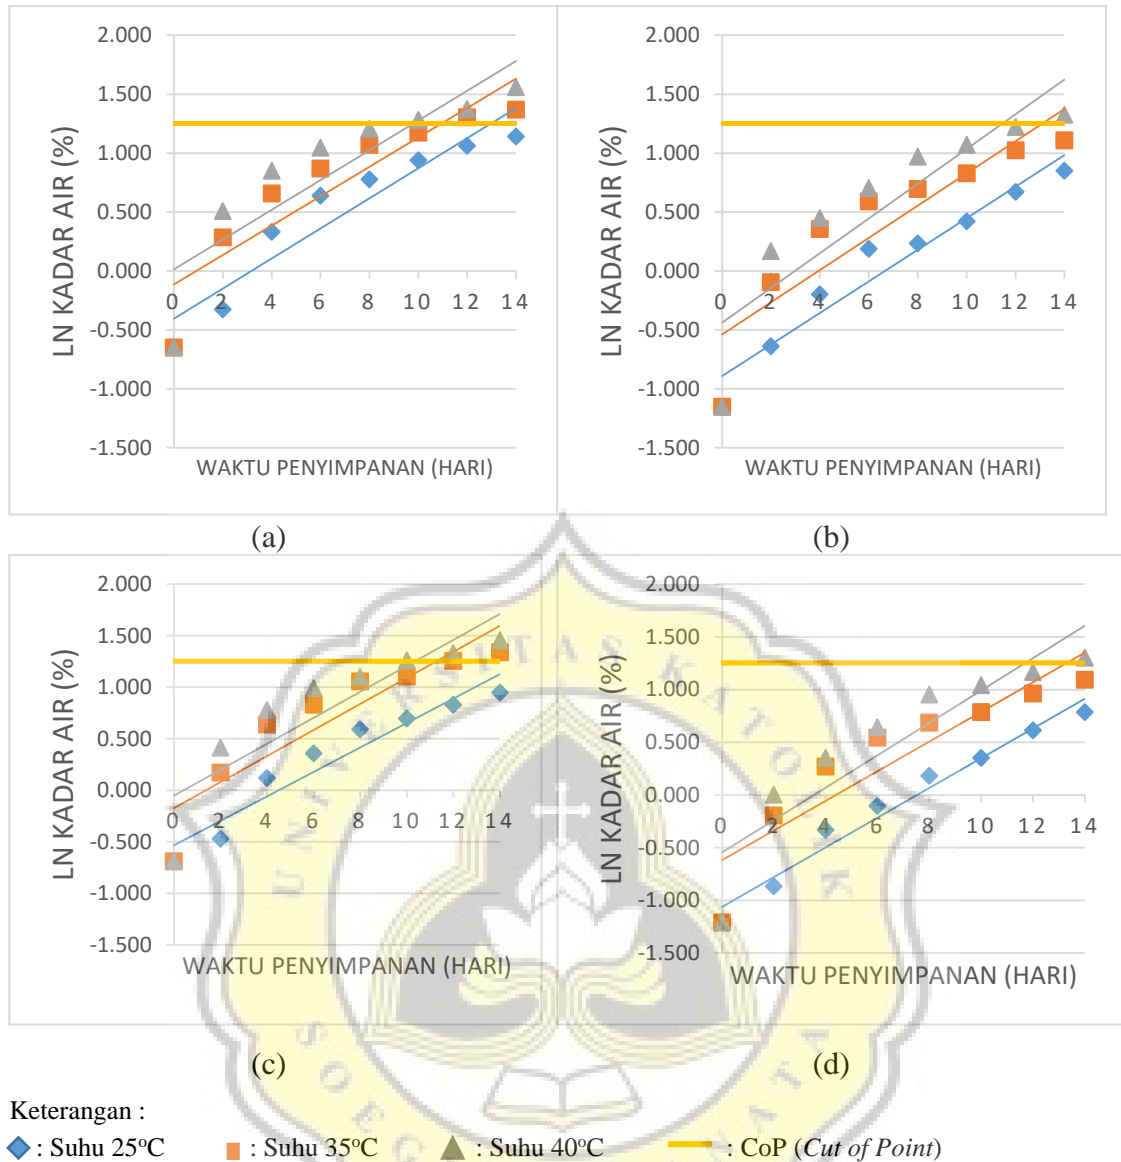 2.000
1.500
1.000
0.500
0.000
-0.500
-1.000
-1.500
0 2 4 6 8 10 12 14
LN KADAR AIR (%)
WAKTU PENYIMPANAN (HARI)
(a)
2.000
1.500
1.000
0.500
0.000
-0.500
-1.000
-1.500
0 2 4 6 8 10 12 14
LN KADAR AIR (%)
WAKTU PENYIMPANAN (HARI)
(b)
2.000
1.500
1.000
0.500
0.000
-0.500
-1.000
-1.500
0 2 4 6 8 10 12 14
LN KADAR AIR (%)
WAKTU PENYIMPANAN (HARI)
(c)
2.000
1.500
1.000
0.500
0.000
-0.500
-1.000
-1.500
0 2 4 6 8 10 12 14
LN KADAR AIR (%)
WAKTU PENYIMPANAN (HARI)
(d)
Keterangan :
: Suhu 25°C : Suhu 35°C : Suhu 40°C : CoP (Cut of Point)